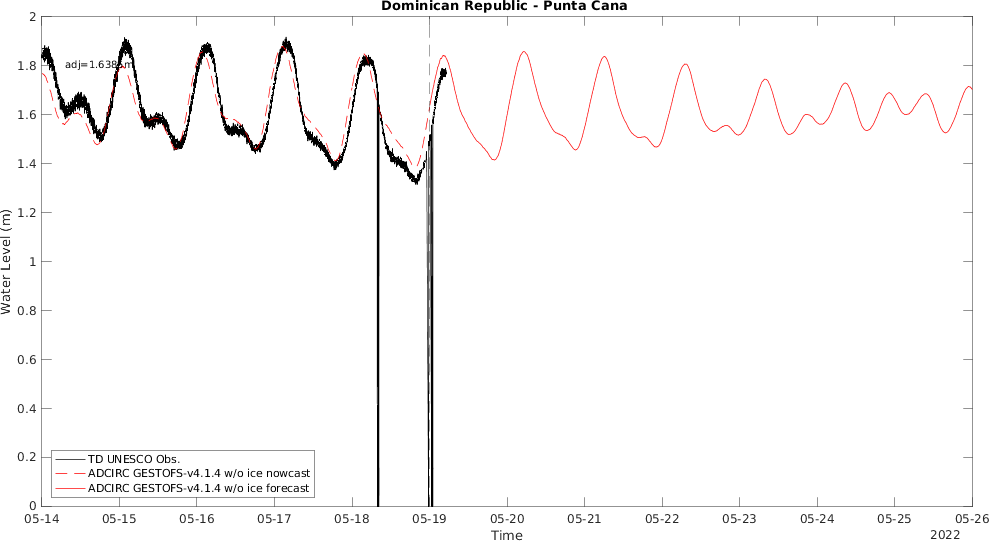 Dominican Republic - Punta Cana
2
1.8
1.6
1.4
1.2
1
0.8
0.6
0.4
0.2
0
Water Level (m)
TD UNESCO Obs.
ADCIRC GESTOFS-v4.1.4 w/o ice nowcast
ADCIRC GESTOFS-v4.1.4 w/o ice forecast
05-14 05-15 05-16 05-17 05-18 05-19 05-20 05-21 05-22 05-23 05-24 05-25 05-26
Time
2022